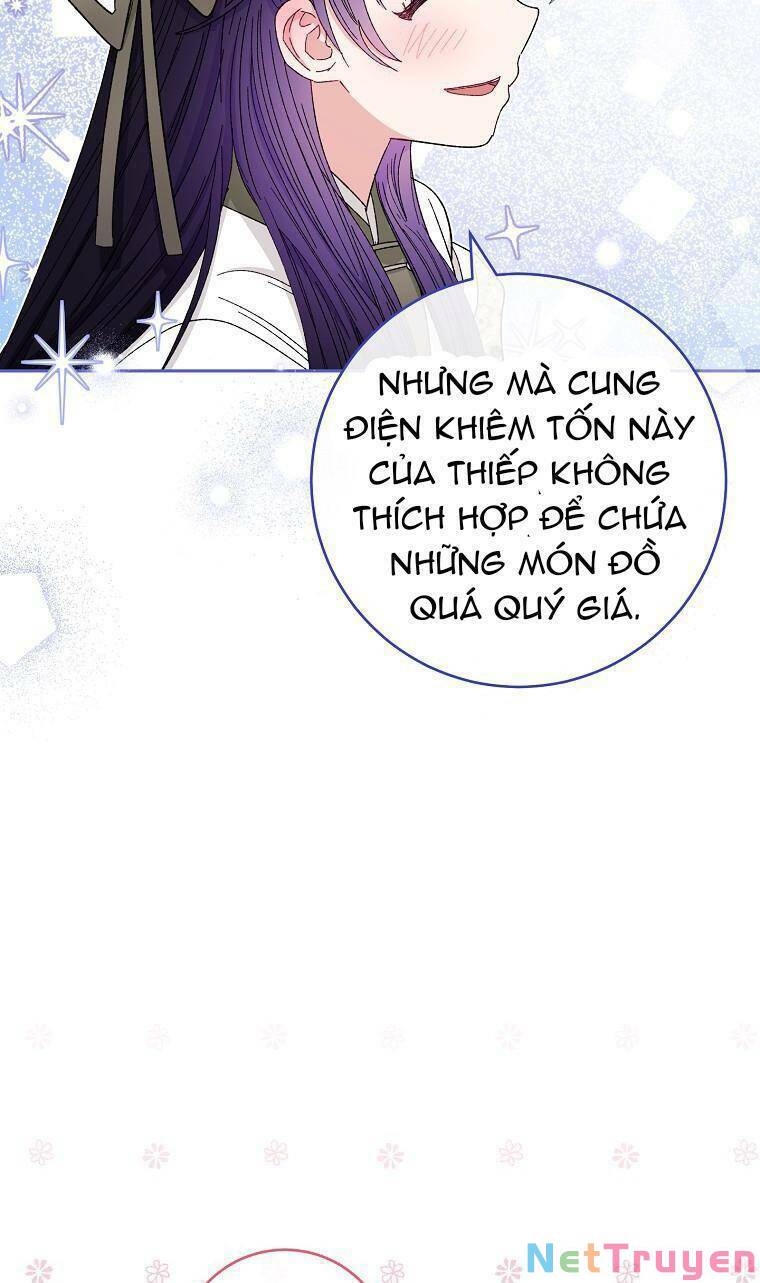 NHƯNG MÀ CUNG
ĐIỆN KHIÊM TỐN NÀY
CỦA THIẾP KHÔNG
THÍCH HỢP ĐỂ CHỨA
NHỮNG MÓN ĐỒ
QUÁ QUÝ GIÁ.
NETTRUYEN